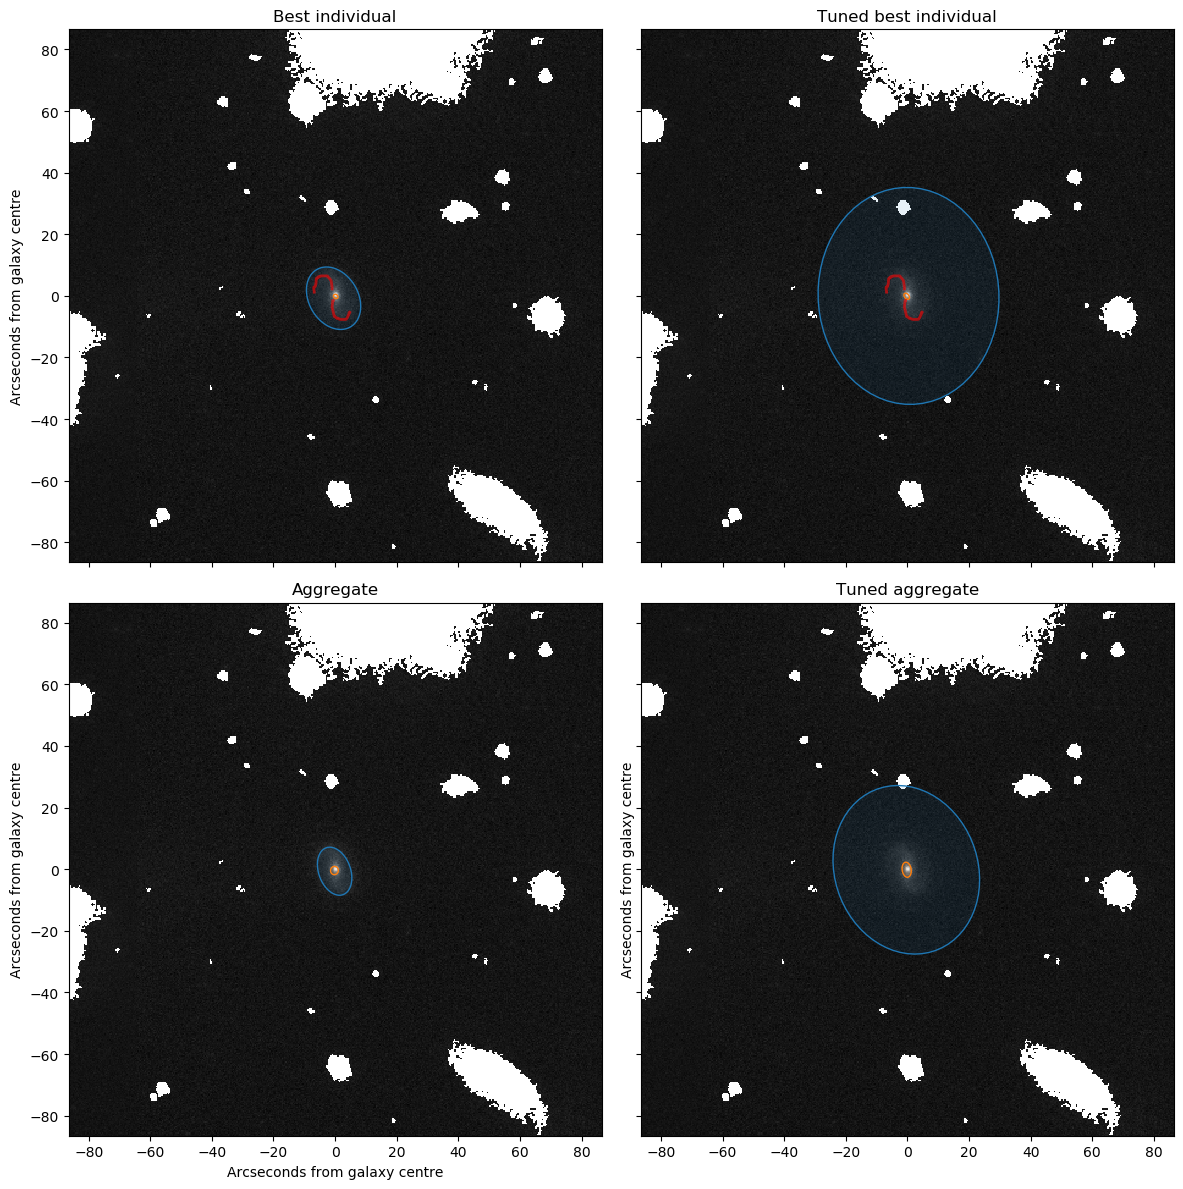 Best individual
Tuned best individual
80
60
40
20
0
−20
−40
−60
−80
Arcseconds from galaxy centre
Aggregate
Tuned aggregate
80
60
40
20
0
−20
−40
−60
−80
Arcseconds from galaxy centre
Arcseconds from galaxy centre
−80 −60 −40 −20 0 20 40 60 80
−80 −60 −40 −20 0 20 40 60 80
Arcseconds from galaxy centre